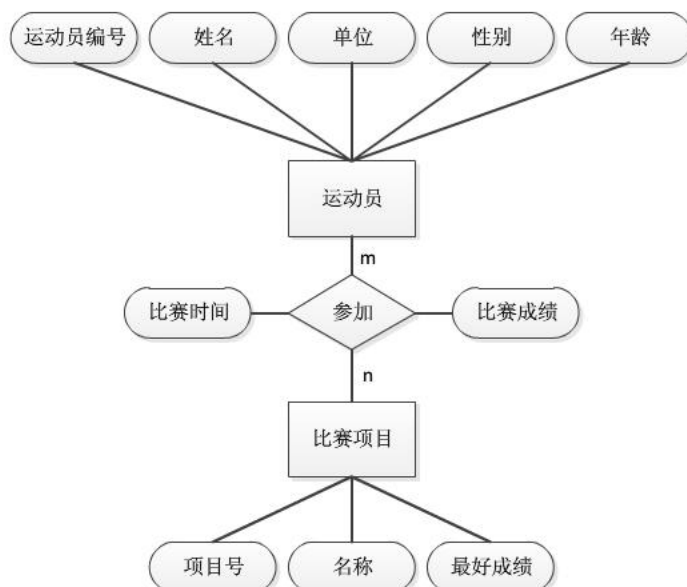 运动员编号
姓名
单位
性别
年龄
运动员
m
比赛时间
参加
比赛成绩
n
比赛项目
项目号
名称
最好成绩